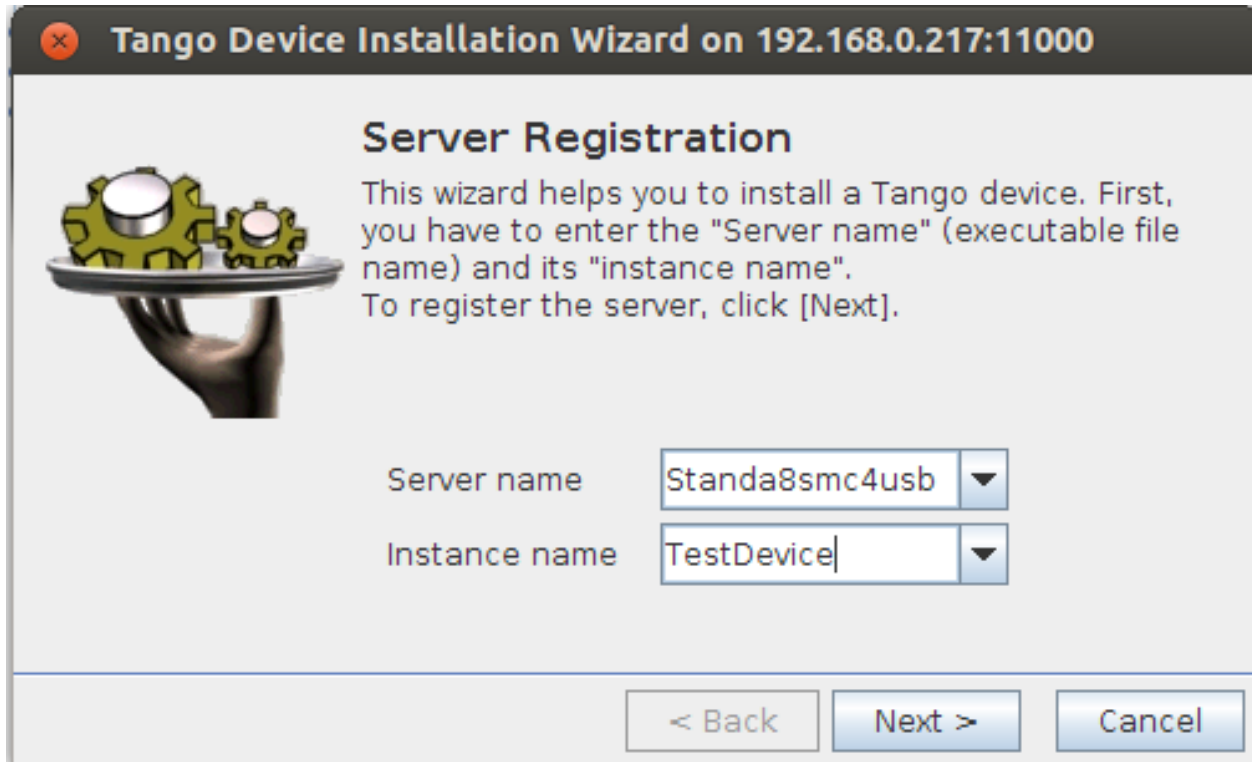 Tango Device Installation Wizard on 192.168.0.217:11000
Server Registration
This wizard helps you to install a Tango device. First,
you have to enter the "Server name" (executable file
name) and its "instance name".
To register the server, click [Next].
Server name Standa8smc4usb
Instance name TestDevice
< Back Next > Cancel